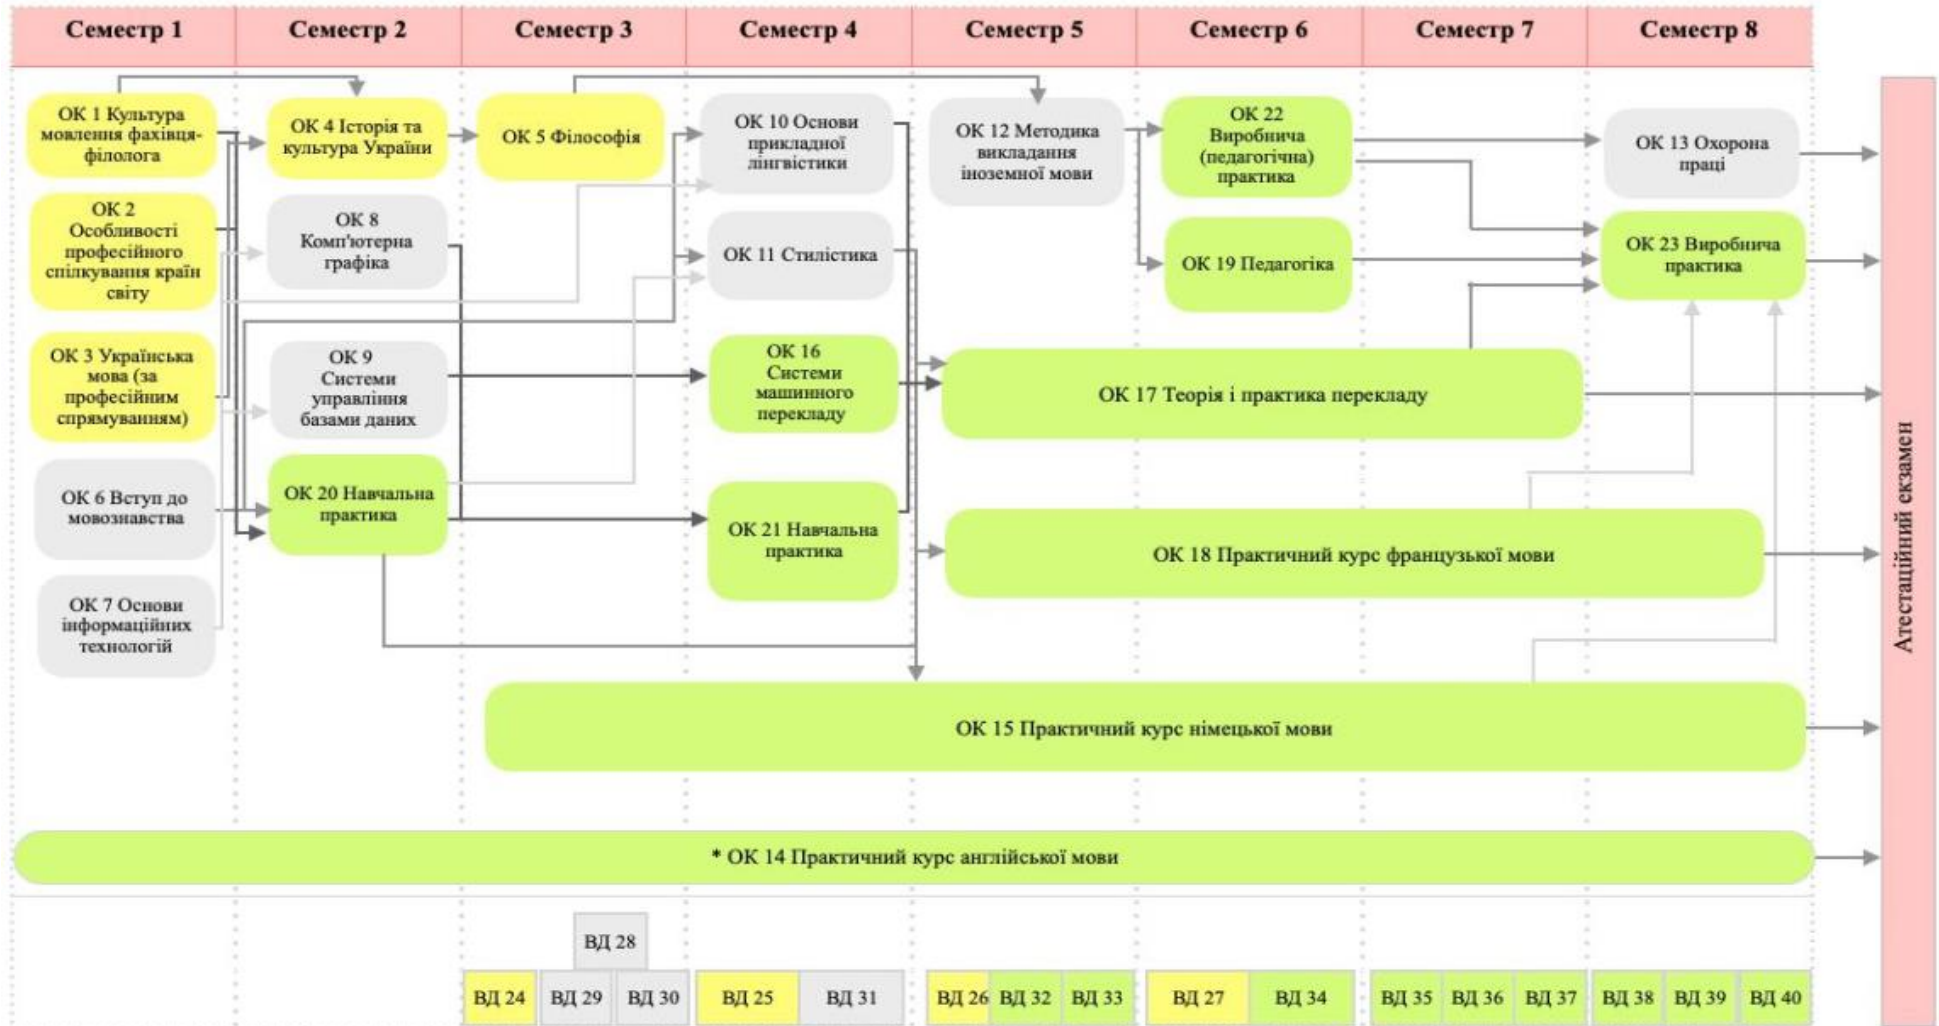 Семестр 1
Семестр 2
Семестр 3
Семестр 4
Семестр 5
Семестр 6
Семестр 7
Семестр 8
ОК 1 Культура
мовлення фахівця-
філолога
ОК 4 Історія та
культура України
ОК 5 Філософія
ОК 10 Основи
прикладної
лінгвістики
ОК 12 Методика
викладання
іноземної мови
ОК 22
Виробнича
(педагогічна)
практика
ОК 13 Охорона
праці
ОК 2
Особливості
професійного
спілкування країн
світу
ОК 8
Комп'ютерна
графіка
ОК 11 Стилістика
ОК 19 Педагогіка
ОК 23 Виробнича
практика
ОК 3 Українська
мова (за
професійним
спрямуванням)
ОК 9
Системи
управління
базами даних
ОК 16
Системи
машинного
перекладу
ОК 17 Теорія і практика перекладу
ОК 6 Вступ до
мовознавства
ОК 20 Навчальна
практика
ОК 21 Навчальна
практика
ОК 18 Практичний курс французької мови
ОК 7 Основи
інформаційних
технологій
ОК 15 Практичний курс німецької мови
* ОК 14 Практичний курс англійської мови
Атестаційний екзамен
ВД 28
ВД 24
ВД 29
ВД 30
ВД 25
ВД 31
ВД 26
ВД 32
ВД 33
ВД 27
ВД 34
ВД 35
ВД 36
ВД 37
ВД 38
ВД 39
ВД 40